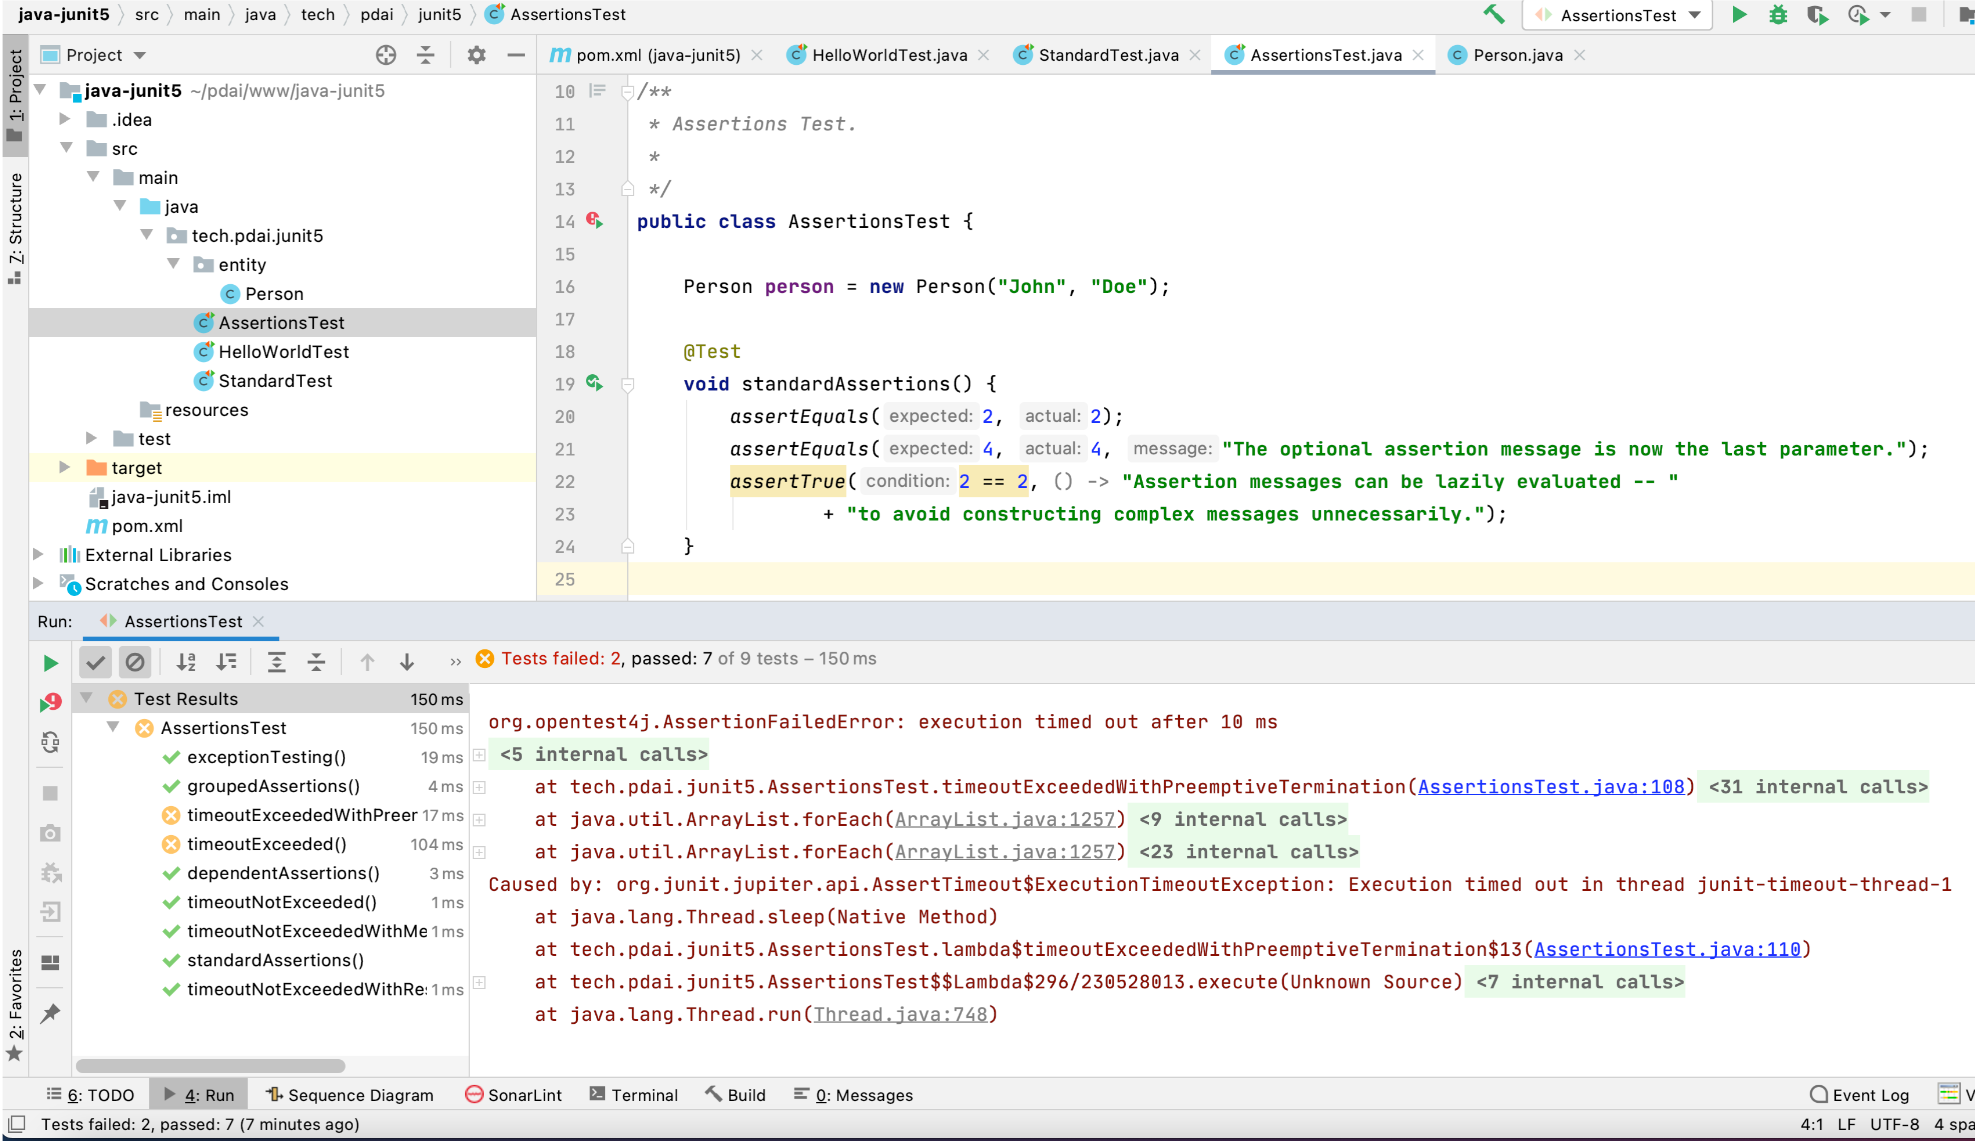 java-junit5 src main java tech pdai junit5 AssertionsTest
AssertionsTest
1: Project
7: Structure
2: Favorites
Project
java-junit5 ~/pdai/www/java-junit5
.idea
src
main
java
tech.pdai.junit5
entity
Person
AssertionsTest
HelloWorldTest
StandardTest
resources
test
target
java-junit5.iml
pom.xml
External Libraries
Scratches and Consoles
pom.xml (java-junit5) HelloWorldTest.java StandardTest.java AssertionsTest.java Person.java
10 /**
11 * Assertions Test.
12 *
13 */
14 public class AssertionsTest {
15
16 Person person = new Person("John", "Doe");
17
18 @Test
19 void standardAssertions() {
20 assertEquals( expected: 2, actual: 2);
21 assertEquals( expected: 4, actual: 4, message: "The optional assertion message is now the last parameter.");
22 assertTrue( condition: 2 == 2, () -> "Assertion messages can be lazily evaluated -- "
23 + "to avoid constructing complex messages unnecessarily.");
24 }
25
Run: AssertionsTest
Tests failed: 2, passed: 7 of 9 tests – 150 ms
Test Results 150 ms
AssertionsTest 150 ms
exceptionTesting() 19 ms
groupedAssertions() 4 ms
timeoutExceededWithPreer 17 ms
timeoutExceeded() 104 ms
dependentAssertions() 3 ms
timeoutNotExceeded() 1 ms
timeoutNotExceededWithMe 1 ms
standardAssertions()
timeoutNotExceededWithRe: 1 ms
org.opentest4j.AssertionFailedError: execution timed out after 10 ms
<5 internal calls>
at tech.pdai.junit5.AssertionsTest.timeoutExceededWithPreemptiveTermination(AssertionsTest.java:108) <31 internal calls>
at java.util.ArrayList.forEach(ArrayList.java:1257) <9 internal calls>
at java.util.ArrayList.forEach(ArrayList.java:1257) <23 internal calls>
Caused by: org.junit.jupiter.api.AssertTimeout$ExecutionTimeoutException: Execution timed out in thread junit-timeout-thread-1
at java.lang.Thread.sleep(Native Method)
at tech.pdai.junit5.AssertionsTest.lambda$timeoutExceededWithPreemptiveTermination$13(AssertionsTest.java:110)
at tech.pdai.junit5.AssertionsTest$$Lambda$296/230528013.execute(Unknown Source) <7 internal calls>
at java.lang.Thread.run(Thread.java:748)
6: TODO 4: Run Sequence Diagram SonarLint Terminal Build 0: Messages Event Log V
Tests failed: 2, passed: 7 (7 minutes ago) 4:1 LF UTF-8 4 spa